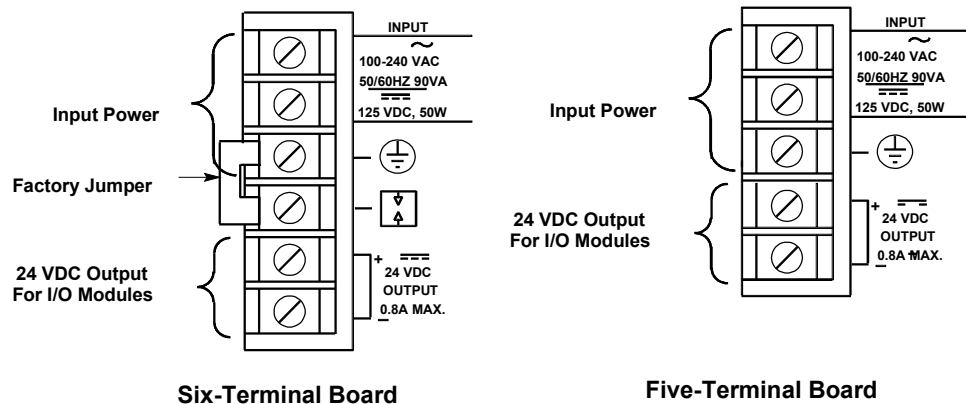 INPUT
100-240 VAC
50/60HZ 90VA
125 VDC, 50W
Input Power
Factory Jumper
24 VDC Output
For I/O Modules
+
24 VDC
OUTPUT
0.8A MAX.
–
Six-Terminal Board
INPUT
100-240 VAC
50/60HZ 90VA
125 VDC, 50W
Input Power
24 VDC Output
For I/O Modules
+
24 VDC
OUTPUT
0.8A MAX.
–
Five-Terminal Board